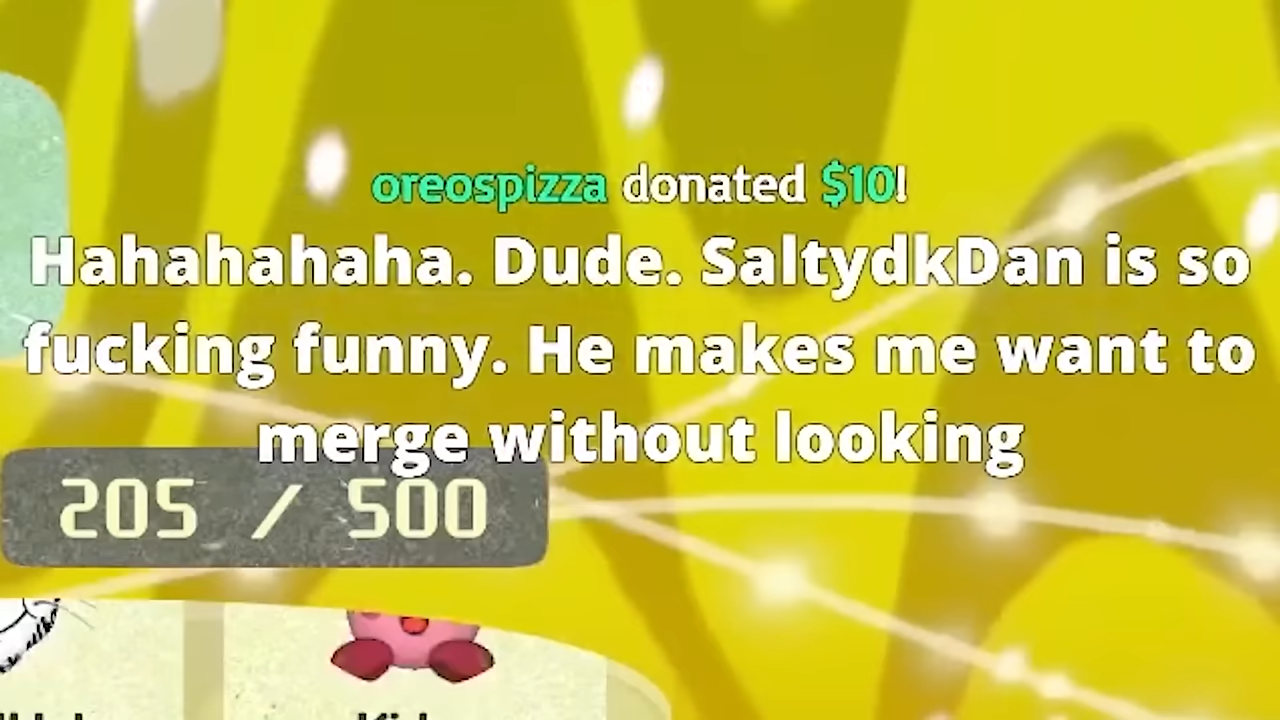 oreospizza donated $10!
Hahahahaha. Dude. SaltydkDan is so
fucking funny. He makes me want to
merge without looking
205 / 500